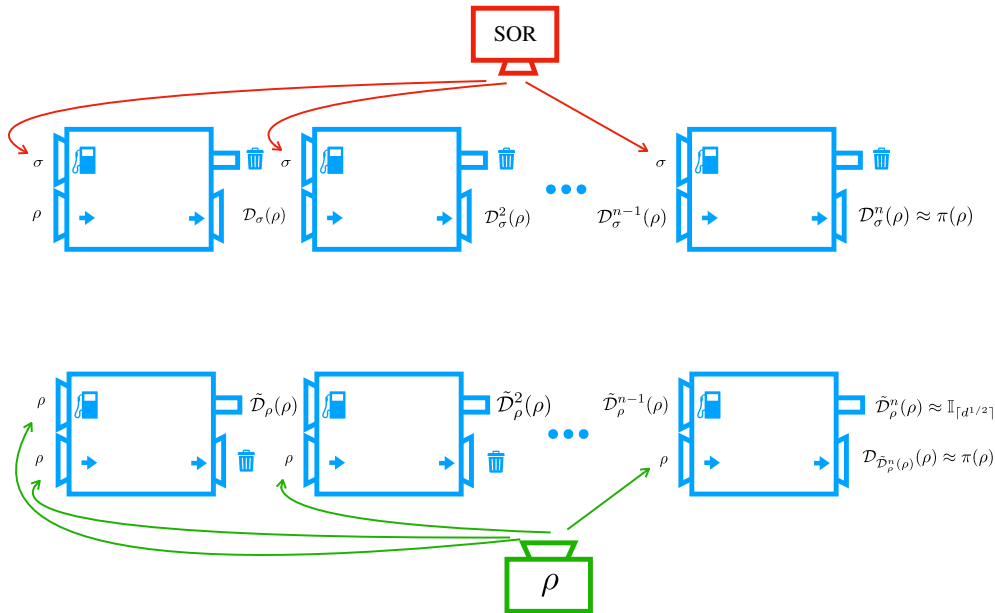 SOR
σ
σ
σ
ρ
𝒟_σ(ρ)
𝒟_σ^2(ρ)
𝒟_σ^{n−1}(ρ)
𝒟_σ^n(ρ) ≈ π(ρ)
ρ
𝒟̃_ρ(ρ)
𝒟̃_ρ^2(ρ)
𝒟̃_ρ^{n−1}(ρ)
𝒟̃_ρ^n(ρ) ≈ 𝕀_{⌈d^{1/2}⌉}
ρ
ρ
ρ
𝒟_{𝒟̃_ρ^n(ρ)}(ρ) ≈ π(ρ)
ρ